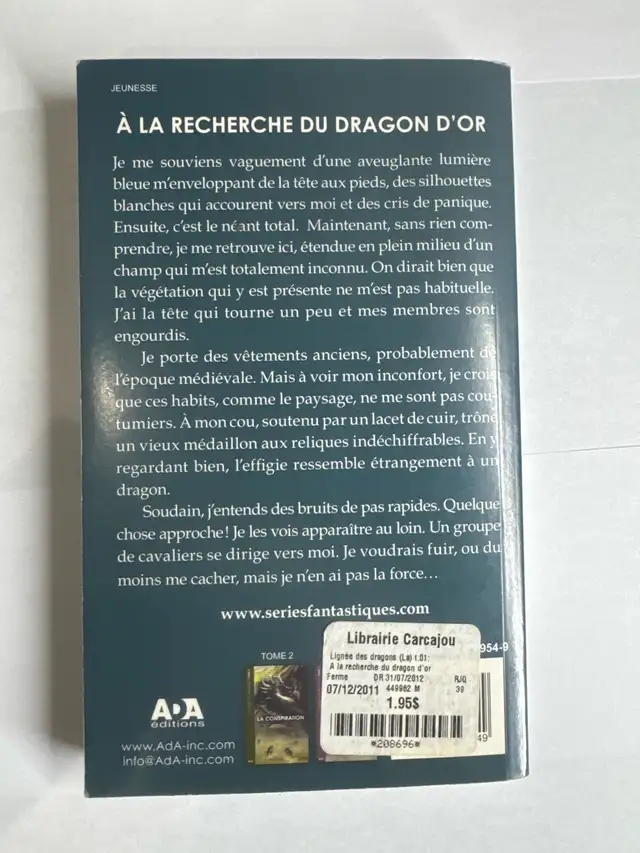 JEUNESSE
À LA RECHERCHE DU DRAGON D'OR
Je me souviens vaguement d'une aveuglante lumière
bleue m'enveloppant de la tête aux pieds, des silhouettes
blanches qui accourent vers moi et des cris de panique.
Ensuite, c'est le néant total. Maintenant, sans rien com-
prendre, je me retrouve ici, étendue en plein milieu d'un
champ qui m'est totalement inconnu. On dirait bien que
la végétation qui y est présente ne m'est pas habituelle.
J'ai la tête qui tourne un peu et mes membres sont
engourdis.
Je porte des vêtements anciens, probablement de
l'époque médiévale. Mais à voir mon inconfort, je crois
que ces habits, comme le paysage, ne me sont pas cou-
tumiers. À mon cou, soutenu par un lacet de cuir, trône
un vieux médaillon aux reliques indéchiffrables. En y
regardant bien, l'effigie ressemble étrangement à un
dragon.
Soudain, j'entends des bruits de pas rapides. Quelque
chose approche! Je les vois apparaître au loin. Un groupe
de cavaliers se dirige vers moi. Je voudrais fuir, ou du
moins me cacher, mais je n'en ai pas la force…
www.seriesfantastiques.com
TOME 2
LA CONSPIRATION
954-9
Librairie Carcajou
Lignée des dragons (La) t.01:
A la recherche du dragon d'or
Ferme DR 31/07/2012 RJQ
07/12/2011 449982 M 39
1.95$
*208696*
49
ADA
éditions
www.AdA-inc.com
info@AdA-inc.com